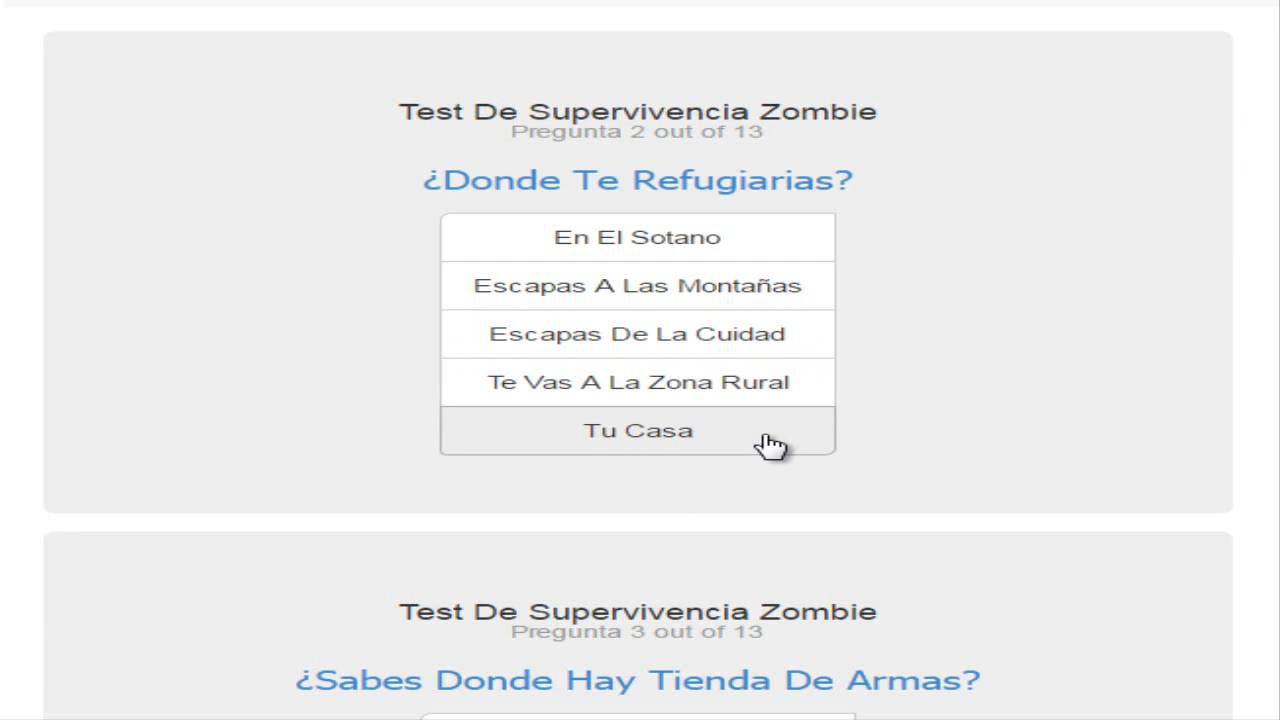 Test De Supervivencia Zombie
Pregunta 2 out of 13
¿Donde Te Refugiarias?
En El Sotano
Escapas A Las Montañas
Escapas De La Cuidad
Te Vas A La Zona Rural
Tu Casa
Test De Supervivencia Zombie
Pregunta 3 out of 13
¿Sabes Donde Hay Tienda De Armas?